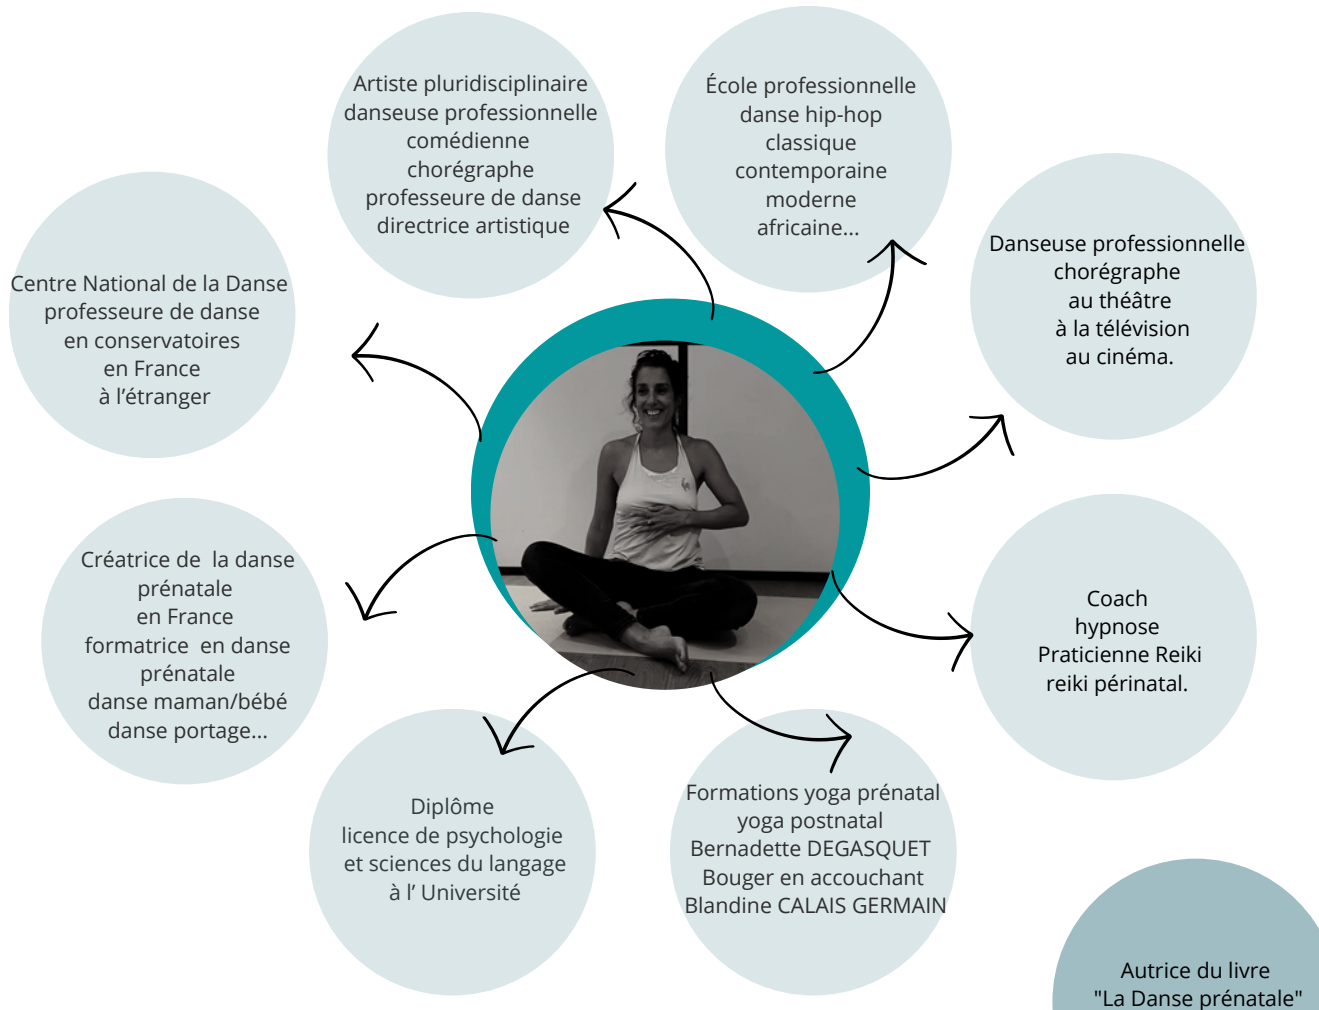 Artiste pluridisciplinaire
danseuse professionnelle
comédienne
chorégraphe
professeure de danse
directrice artistique
École professionnelle
danse hip-hop
classique
contemporaine
moderne
africaine...
Danseuse professionnelle
chorégraphe
au théâtre
à la télévision
au cinéma.
Centre National de la Danse
professeure de danse
en conservatoires
en France
à l'étranger
Créatrice de la danse
prénatale
en France
formatrice en danse
prénatale
danse maman/bébé
danse portage...
Coach
hypnose
Praticienne Reiki
reiki périnatal.
Diplôme
licence de psychologie
et sciences du langage
à l' Université
Formations yoga prénatal
yoga postnatal
Bernadette DEGASQUET
Bouger en accouchant
Blandine CALAIS GERMAIN
Autrice du livre
"La Danse prénatale"